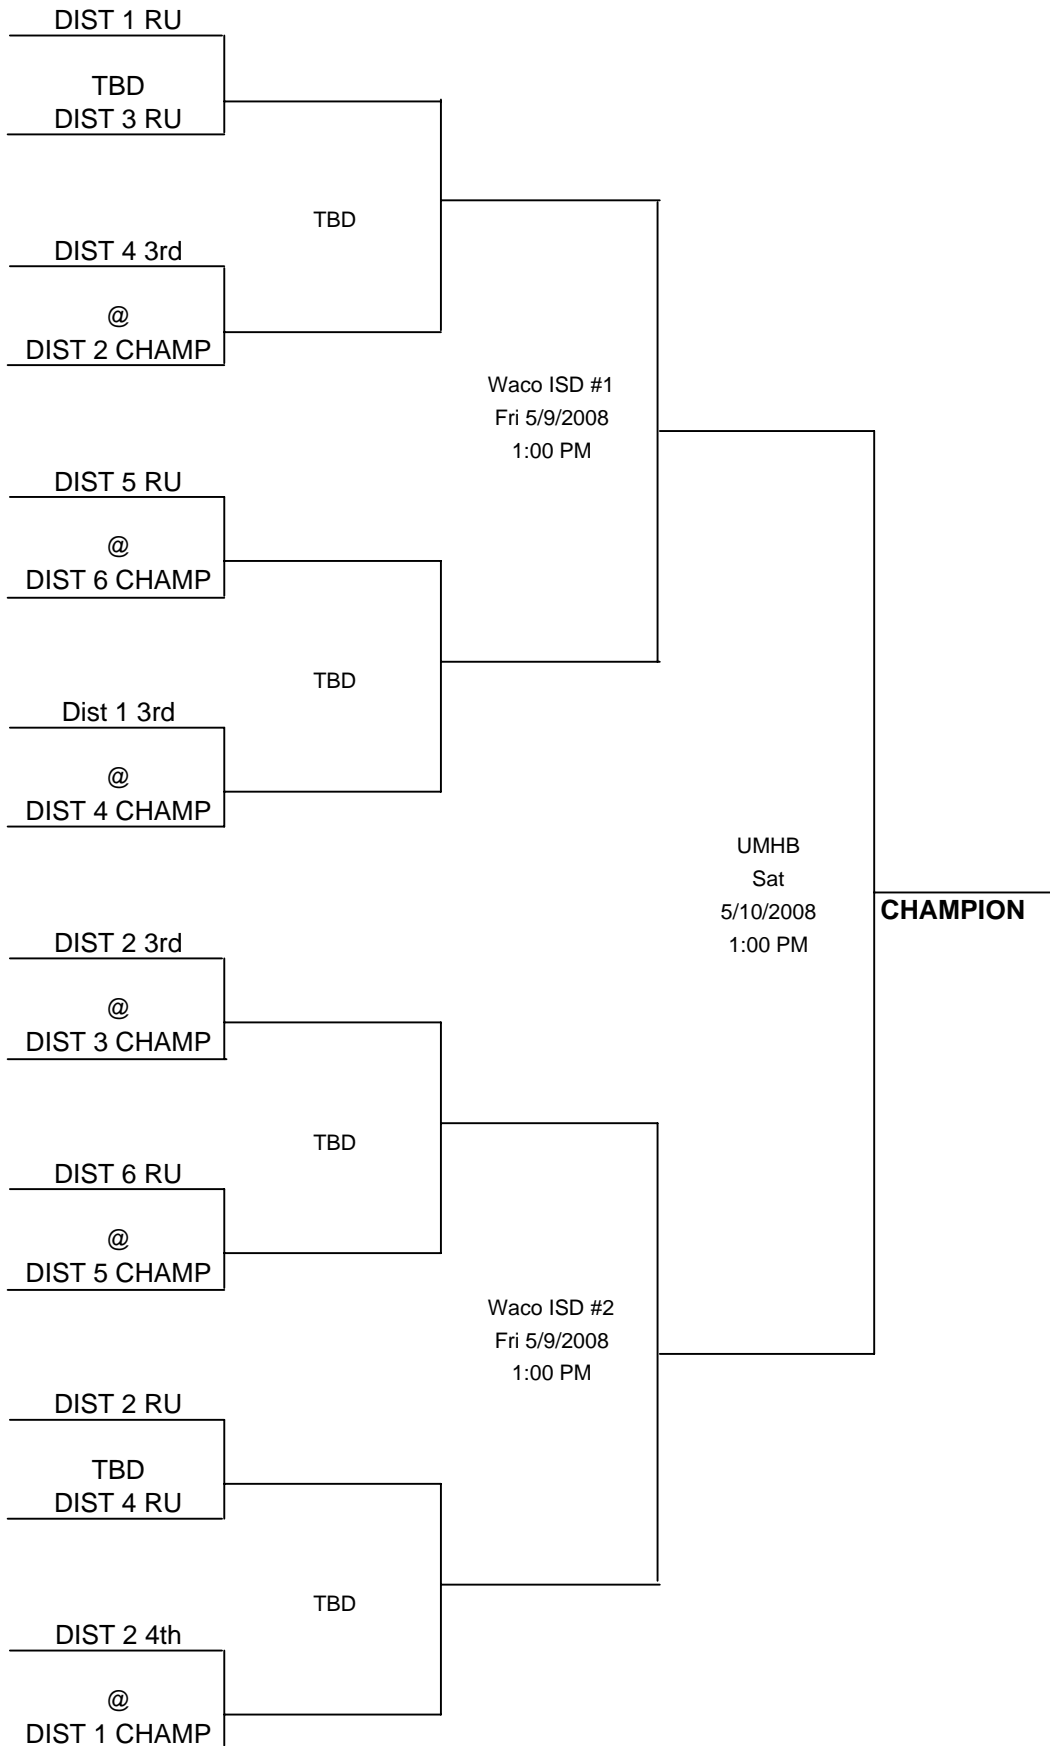 DIST 1 RU
TBD
DIST 3 RU
TBD
DIST 4 3rd
@
DIST 2 CHAMP
Waco ISD #1
Fri 5/9/2008
1:00 PM
DIST 5 RU
@
DIST 6 CHAMP
TBD
Dist 1 3rd
@
DIST 4 CHAMP
UMHB
Sat
5/10/2008
1:00 PM
CHAMPION
DIST 2 3rd
@
DIST 3 CHAMP
TBD
DIST 6 RU
@
DIST 5 CHAMP
Waco ISD #2
Fri 5/9/2008
1:00 PM
DIST 2 RU
TBD
DIST 4 RU
TBD
DIST 2 4th
@
DIST 1 CHAMP